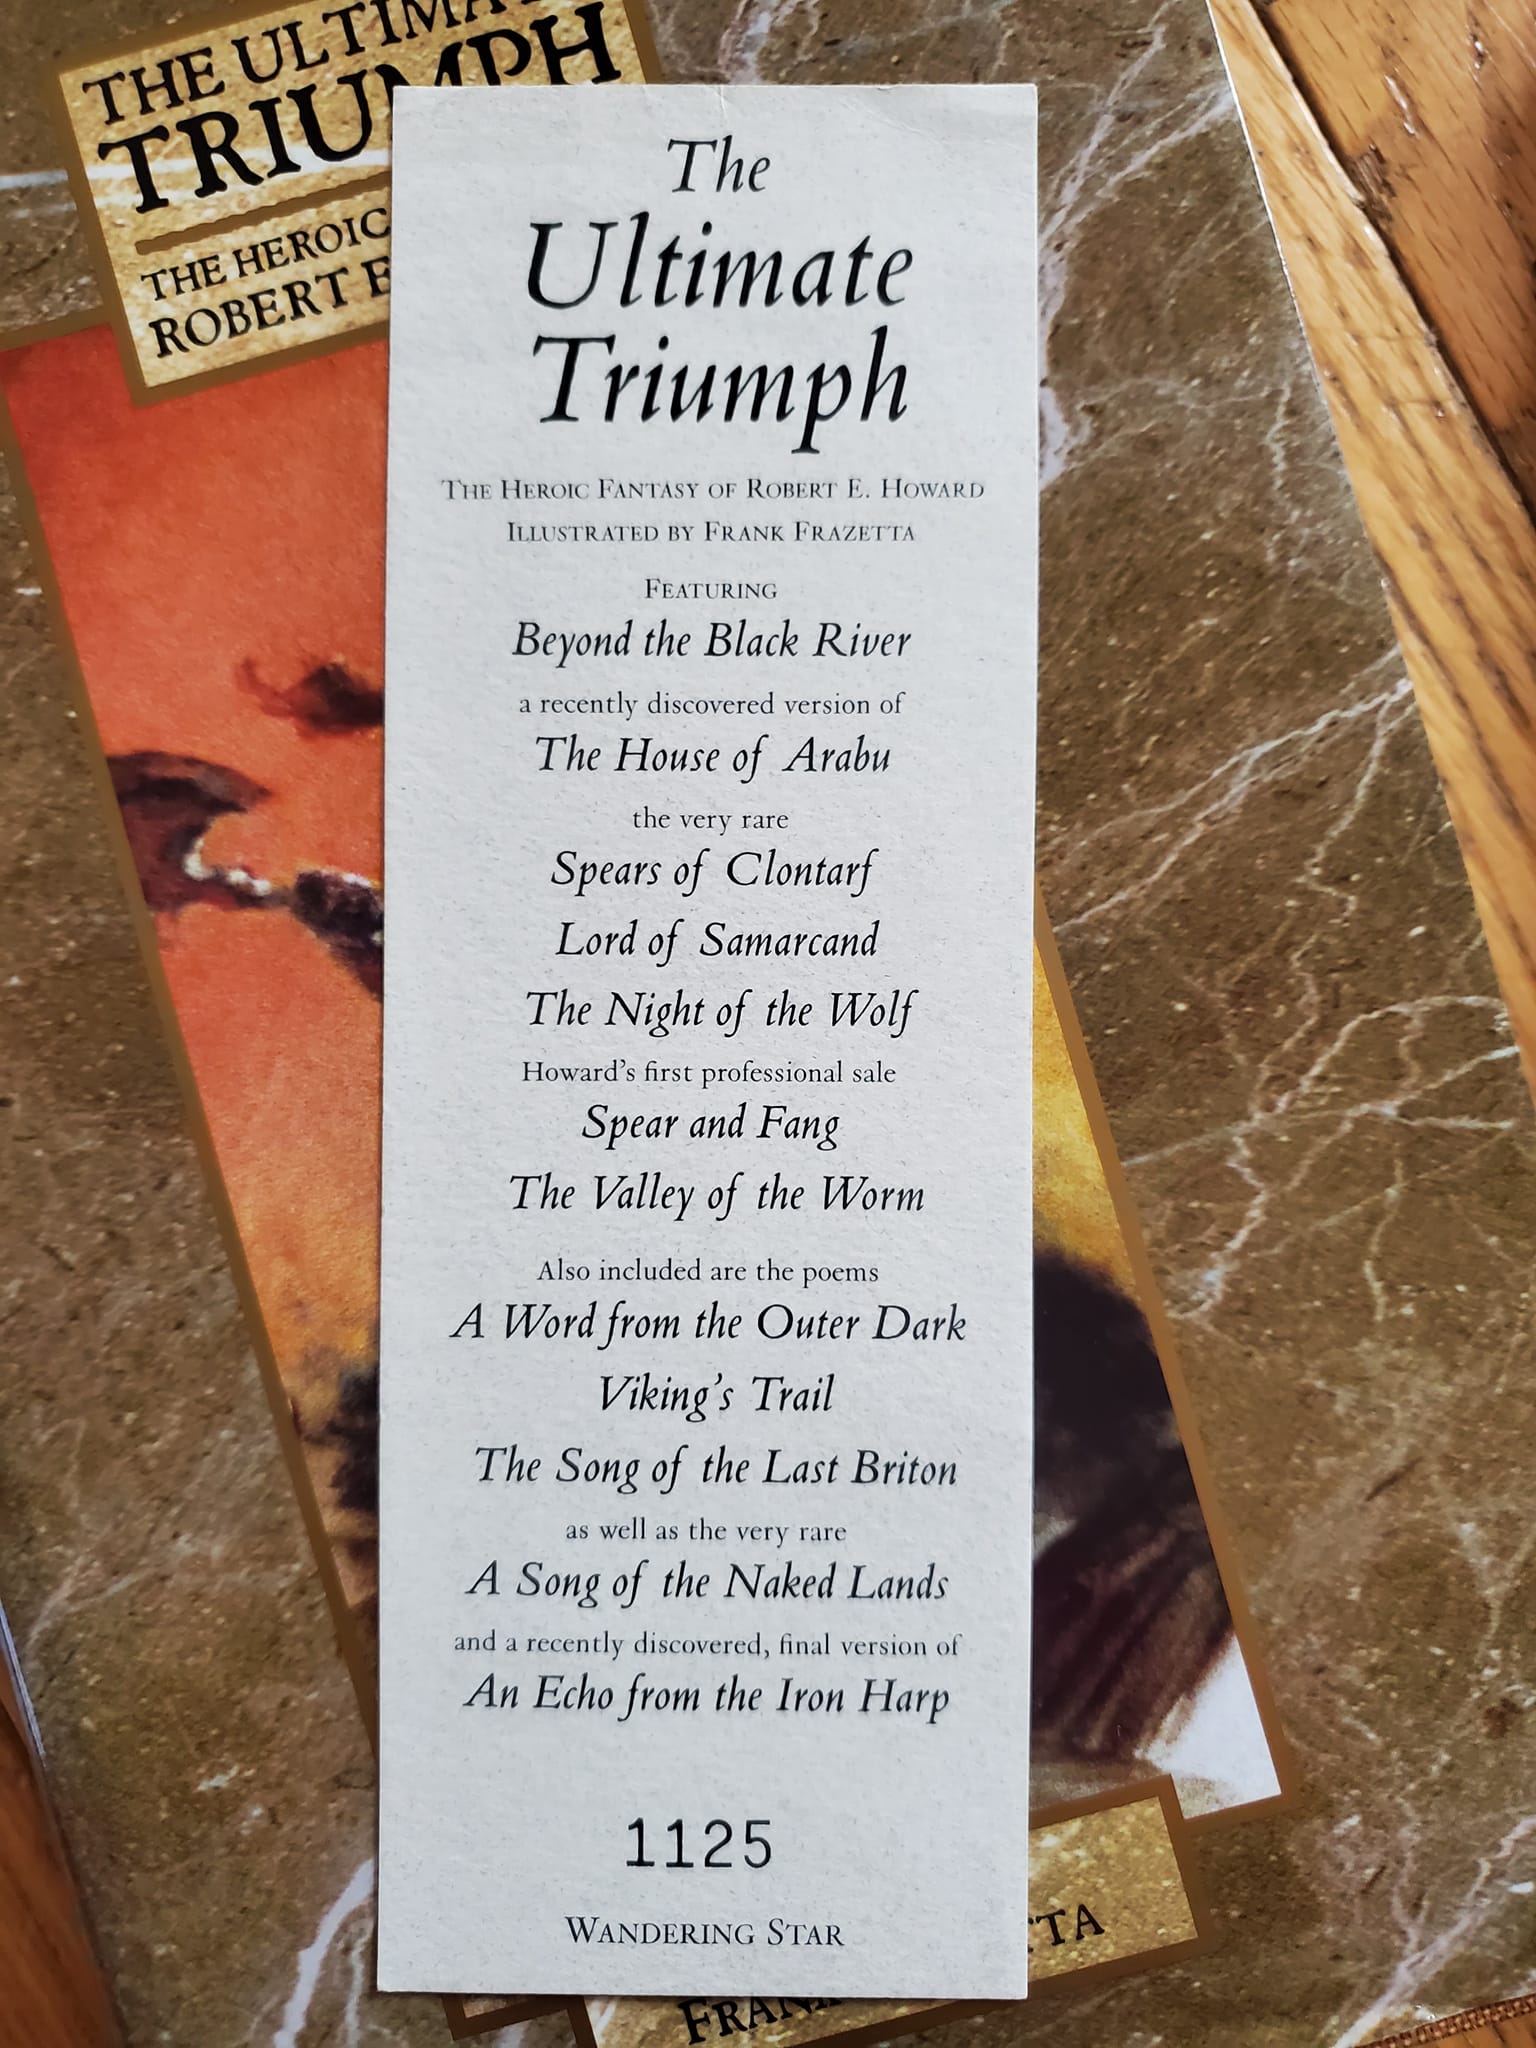 THE ULTIMA
TRIUMPH
THE HEROIC
ROBERT E
The
Ultimate
Triumph
The Heroic Fantasy of Robert E. Howard
Illustrated by Frank Frazetta
Featuring
Beyond the Black River
a recently discovered version of
The House of Arabu
the very rare
Spears of Clontarf
Lord of Samarcand
The Night of the Wolf
Howard's first professional sale
Spear and Fang
The Valley of the Worm
Also included are the poems
A Word from the Outer Dark
Viking's Trail
The Song of the Last Briton
as well as the very rare
A Song of the Naked Lands
and a recently discovered, final version of
An Echo from the Iron Harp
1125
Wandering Star
TTA
FRANK